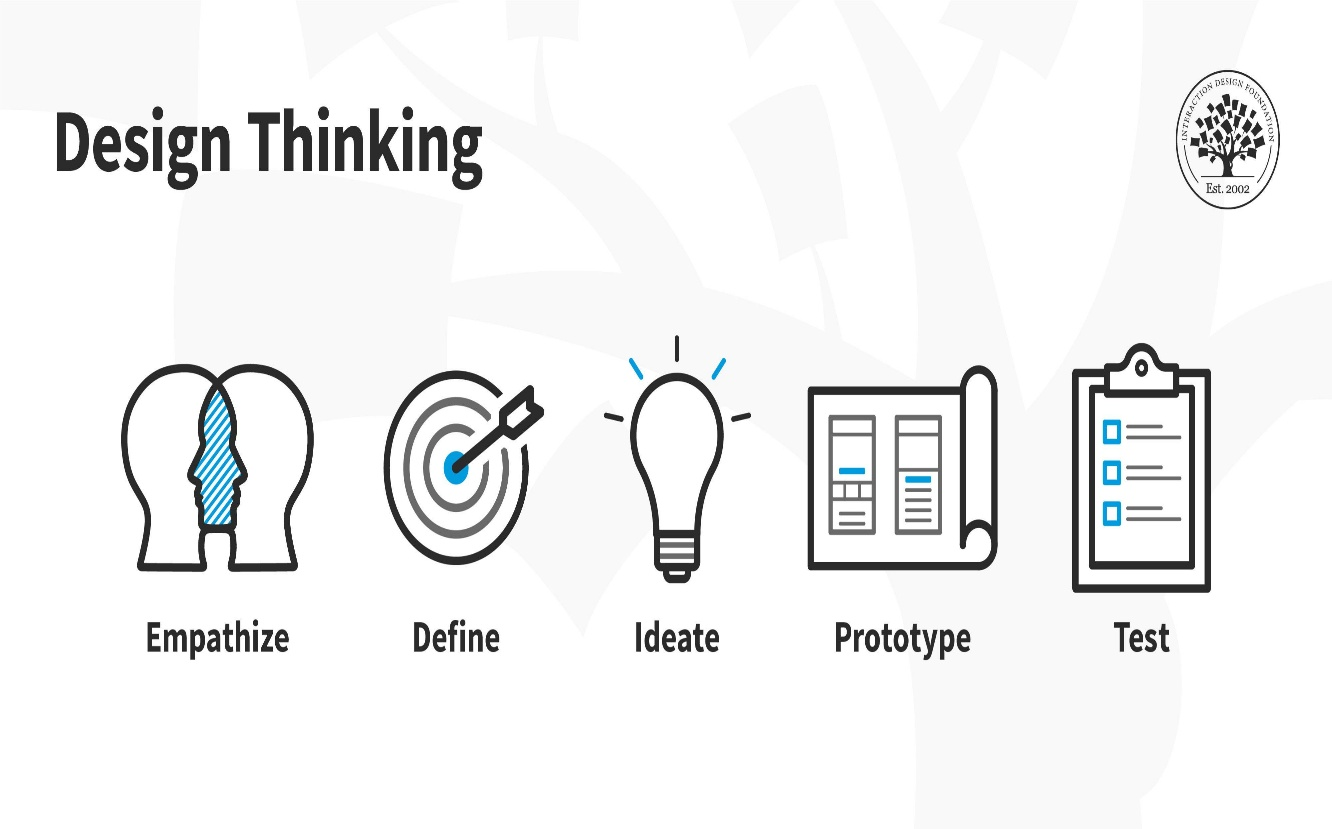 Design Thinking
INTERACTION DESIGN FOUNDATION
Est. 2002
Empathize
Define
Ideate
Prototype
Test